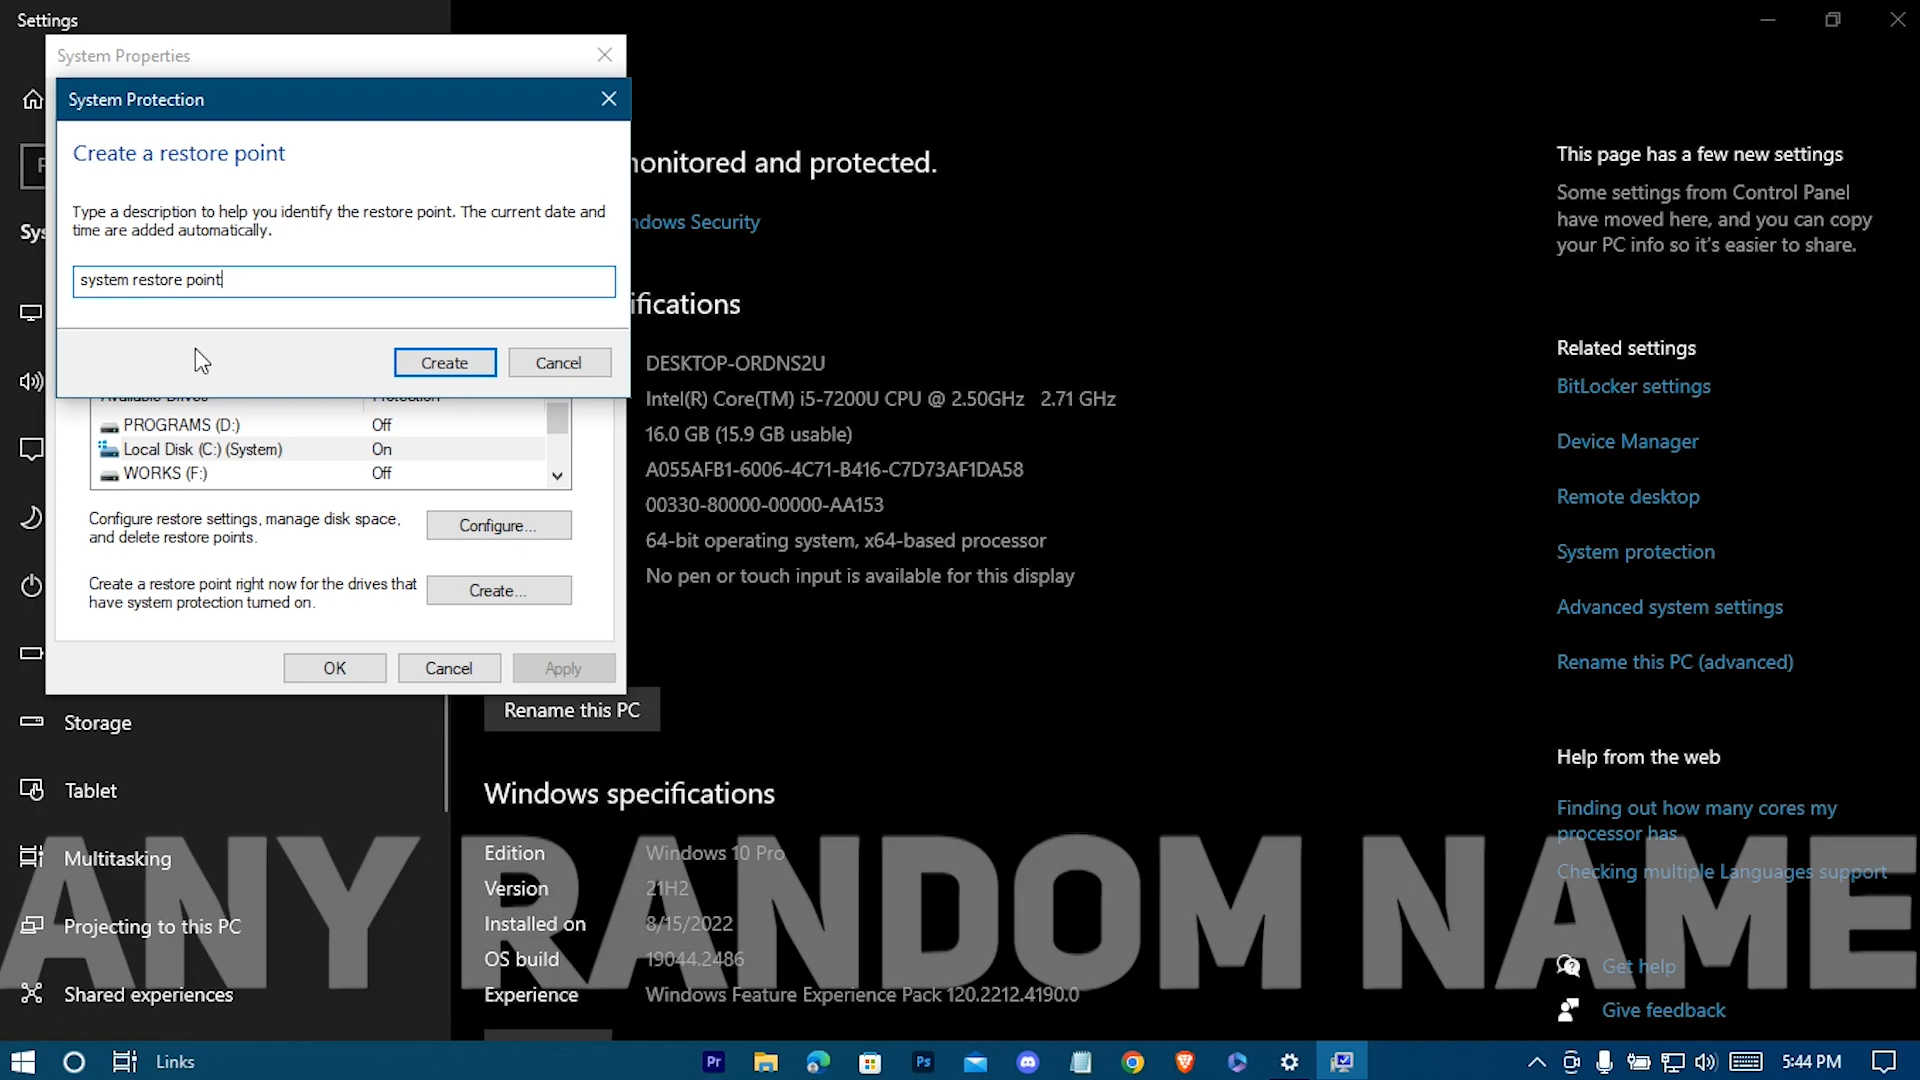 Settings
System Properties
System Protection
Create a restore point
Type a description to help you identify the restore point. The current date and
time are added automatically.
system restore point
Create
Cancel
PROGRAMS (D:) Off
Local Disk (C:) (System) On
WORKS (F:) Off
Configure restore settings, manage disk space,
and delete restore points.
Configure...
Create a restore point right now for the drives that
have system protection turned on.
Create...
OK
Cancel
Apply
Sys
Storage
Tablet
Multitasking
Projecting to this PC
Shared experiences
monitored and protected.
ndows Security
ifications
DESKTOP-ORDNS2U
Intel(R) Core(TM) i5-7200U CPU @ 2.50GHz 2.71 GHz
16.0 GB (15.9 GB usable)
A055AFB1-6006-4C71-B416-C7D73AF1DA58
00330-80000-00000-AA153
64-bit operating system, x64-based processor
No pen or touch input is available for this display
Rename this PC
Windows specifications
Edition Windows 10 Pro
Version 21H2
Installed on 8/15/2022
OS build 19044.2486
Experience Windows Feature Experience Pack 120.2212.4190.0
ANY RANDOM NAME
This page has a few new settings
Some settings from Control Panel
have moved here, and you can copy
your PC info so it's easier to share.
Related settings
BitLocker settings
Device Manager
Remote desktop
System protection
Advanced system settings
Rename this PC (advanced)
Help from the web
Finding out how many cores my
processor has
Checking multiple Languages support
Get help
Give feedback
Links
Pr
Ps
5:44 PM